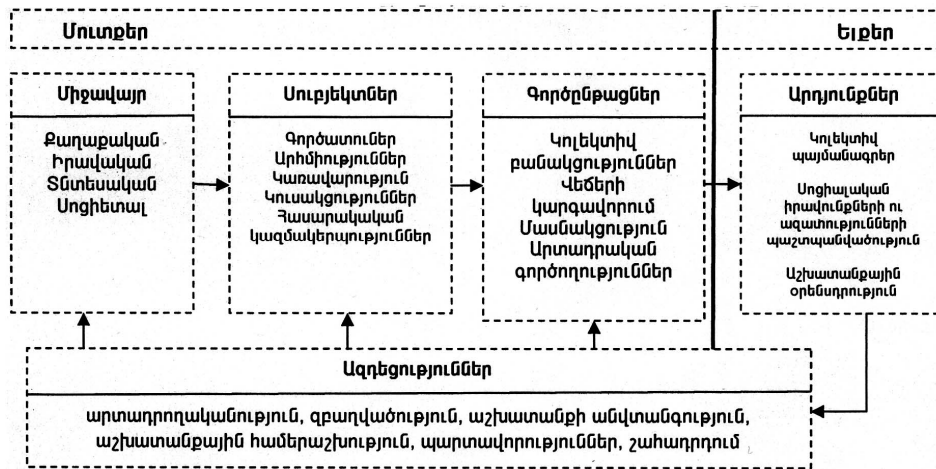 Մուտքեր
Ելքեր
Միջավայր
Քաղաքական
Իրավական
Տնտեսական
Սոցիետալ
Սուբյեկտներ
Գործատուներ
Արհմիություններ
Կառավարություն
Կուսակցություններ
Հասարակական
կազմակերպություններ
Գործընթացներ
Կոլեկտիվ
բանակցություններ
Վեճերի
կարգավորում
Մասնակցություն
Արտադրական
գործողություններ
Արդյունքներ
Կոլեկտիվ
պայմանագրեր
Սոցիալական
իրավունքների ու
ազատությունների
պաշտպանվածություն
Աշխատանքային
օրենսդրություն
Ազդեցություններ
արտադրողականություն, զբաղվածություն, աշխատանքի անվտանգություն,
աշխատանքային համերաշխություն, պարտավորություններ, շահադրդում